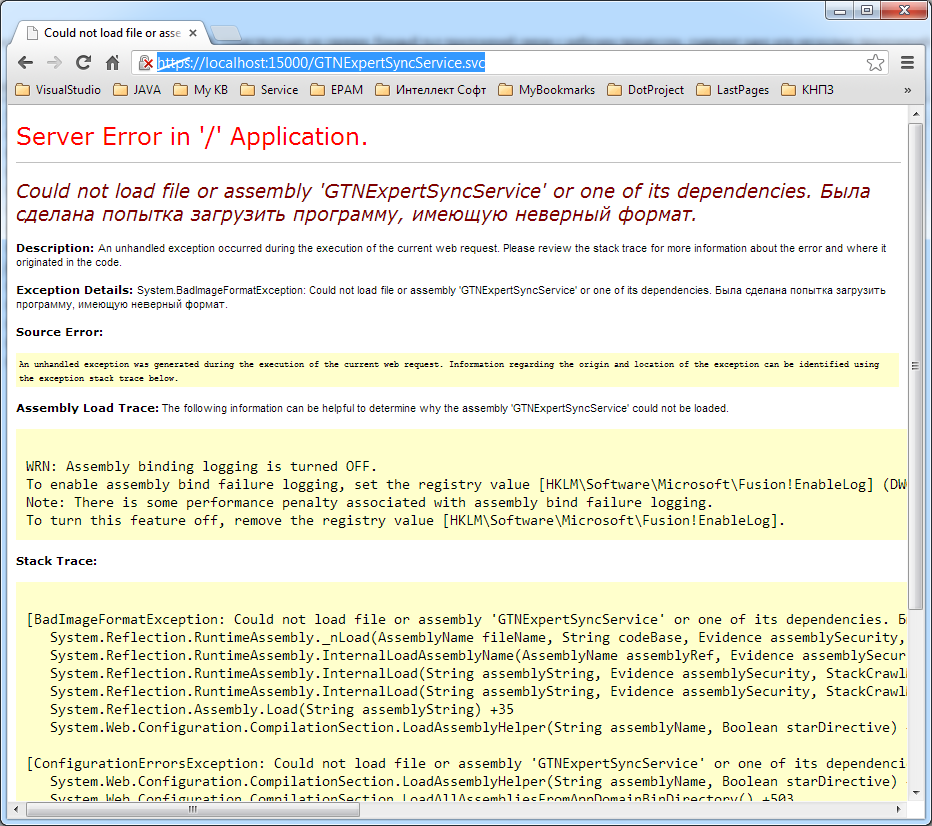 Could not load file or asse
https://localhost:15000/GTNExpertSyncService.svc
VisualStudio JAVA My KB Service EPAM Интеллект Софт MyBookmarks DotProject LastPages КНПЗ »
Server Error in '/' Application.
Could not load file or assembly 'GTNExpertSyncService' or one of its dependencies. Была
сделана попытка загрузить программу, имеющую неверный формат.
Description: An unhandled exception occurred during the execution of the current web request. Please review the stack trace for more information about the error and where it
originated in the code.
Exception Details: System.BadImageFormatException: Could not load file or assembly 'GTNExpertSyncService' or one of its dependencies. Была сделана попытка загрузить
программу, имеющую неверный формат.
Source Error:
An unhandled exception was generated during the execution of the current web request. Information regarding the origin and location of the exception can be identified using
the exception stack trace below.
Assembly Load Trace: The following information can be helpful to determine why the assembly 'GTNExpertSyncService' could not be loaded.
WRN: Assembly binding logging is turned OFF.
To enable assembly bind failure logging, set the registry value [HKLM\Software\Microsoft\Fusion!EnableLog] (DW
Note: There is some performance penalty associated with assembly bind failure logging.
To turn this feature off, remove the registry value [HKLM\Software\Microsoft\Fusion!EnableLog].
Stack Trace:
[BadImageFormatException: Could not load file or assembly 'GTNExpertSyncService' or one of its dependencies. Б
System.Reflection.RuntimeAssembly._nLoad(AssemblyName fileName, String codeBase, Evidence assemblySecurity,
System.Reflection.RuntimeAssembly.InternalLoadAssemblyName(AssemblyName assemblyRef, Evidence assemblySecur
System.Reflection.RuntimeAssembly.InternalLoad(String assemblyString, Evidence assemblySecurity, StackCrawl
System.Reflection.RuntimeAssembly.InternalLoad(String assemblyString, Evidence assemblySecurity, StackCrawl
System.Reflection.Assembly.Load(String assemblyString) +35
System.Web.Configuration.CompilationSection.LoadAssemblyHelper(String assemblyName, Boolean starDirective)
[ConfigurationErrorsException: Could not load file or assembly 'GTNExpertSyncService' or one of its dependenci
System.Web.Configuration.CompilationSection.LoadAssemblyHelper(String assemblyName, Boolean starDirective)
System.Web.Configuration.CompilationSection.LoadAllAssembliesFromAppDomainBinDirectory() +503